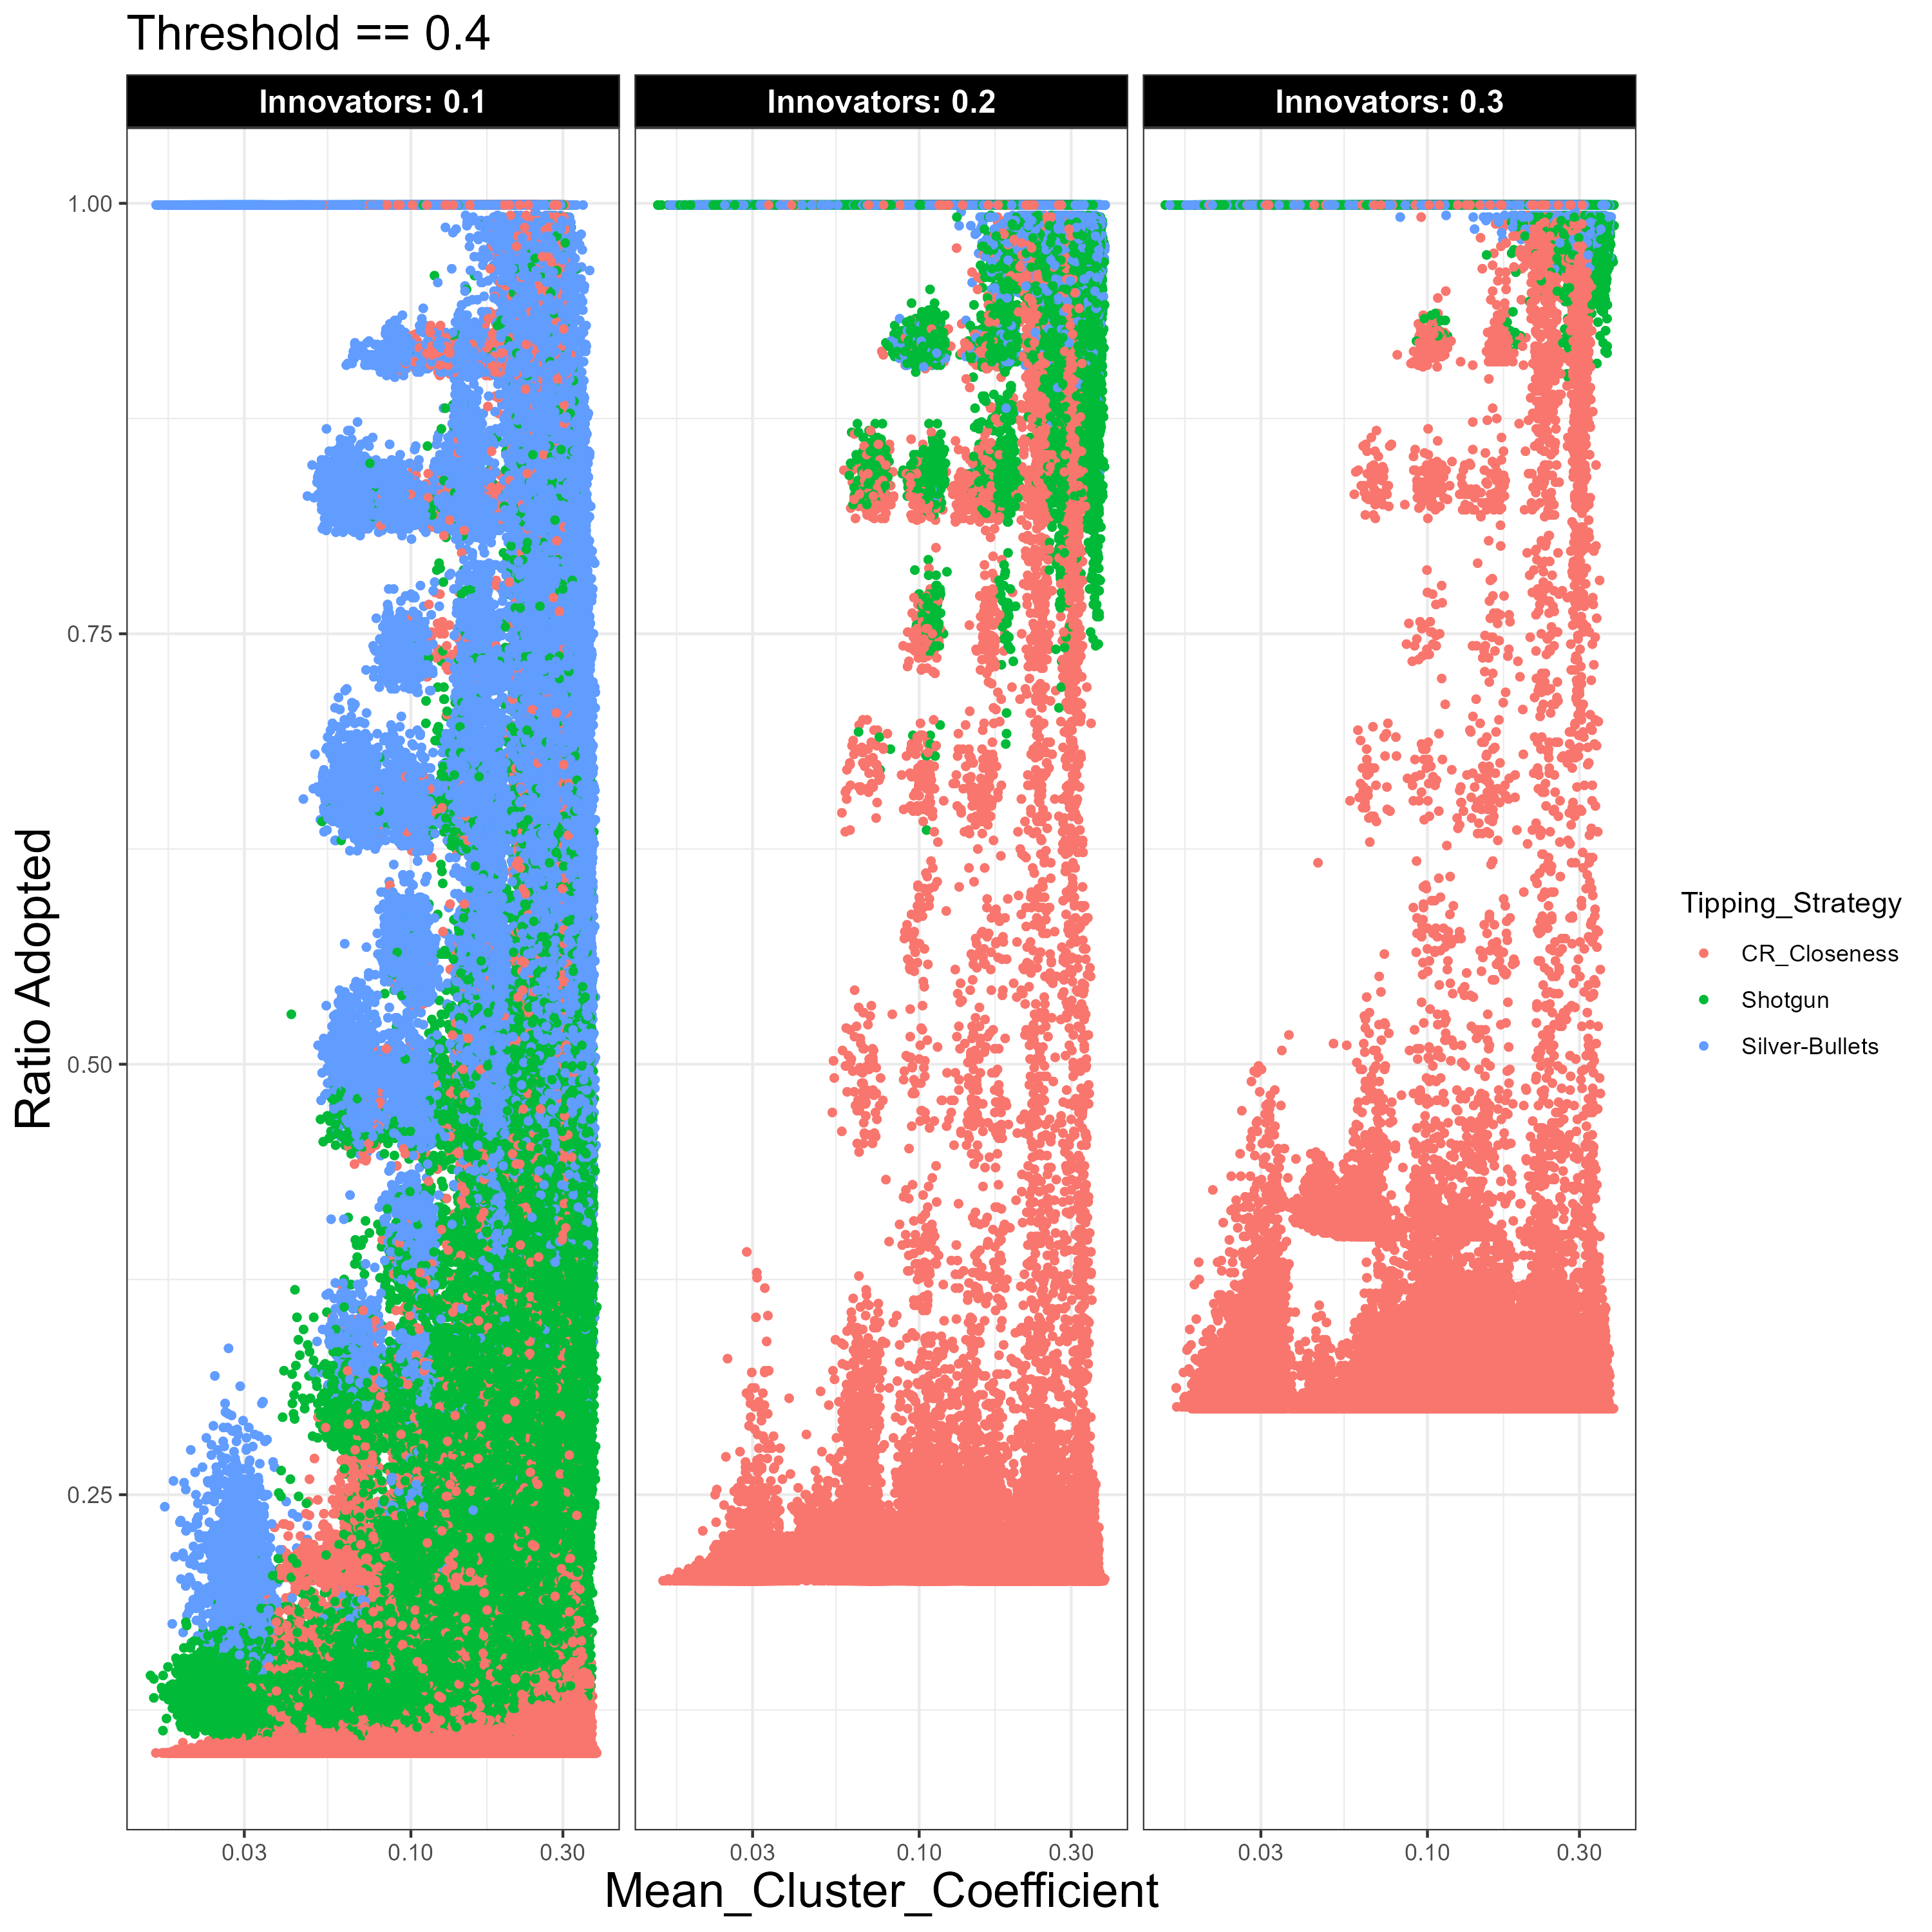 Threshold == 0.4
Innovators: 0.1
Innovators: 0.2
Innovators: 0.3
1.00
0.75
0.50
0.25
Ratio Adopted
0.03 0.10 0.30
0.03 0.10 0.30
0.03 0.10 0.30
Mean_Cluster_Coefficient
Tipping_Strategy
CR_Closeness
Shotgun
Silver-Bullets